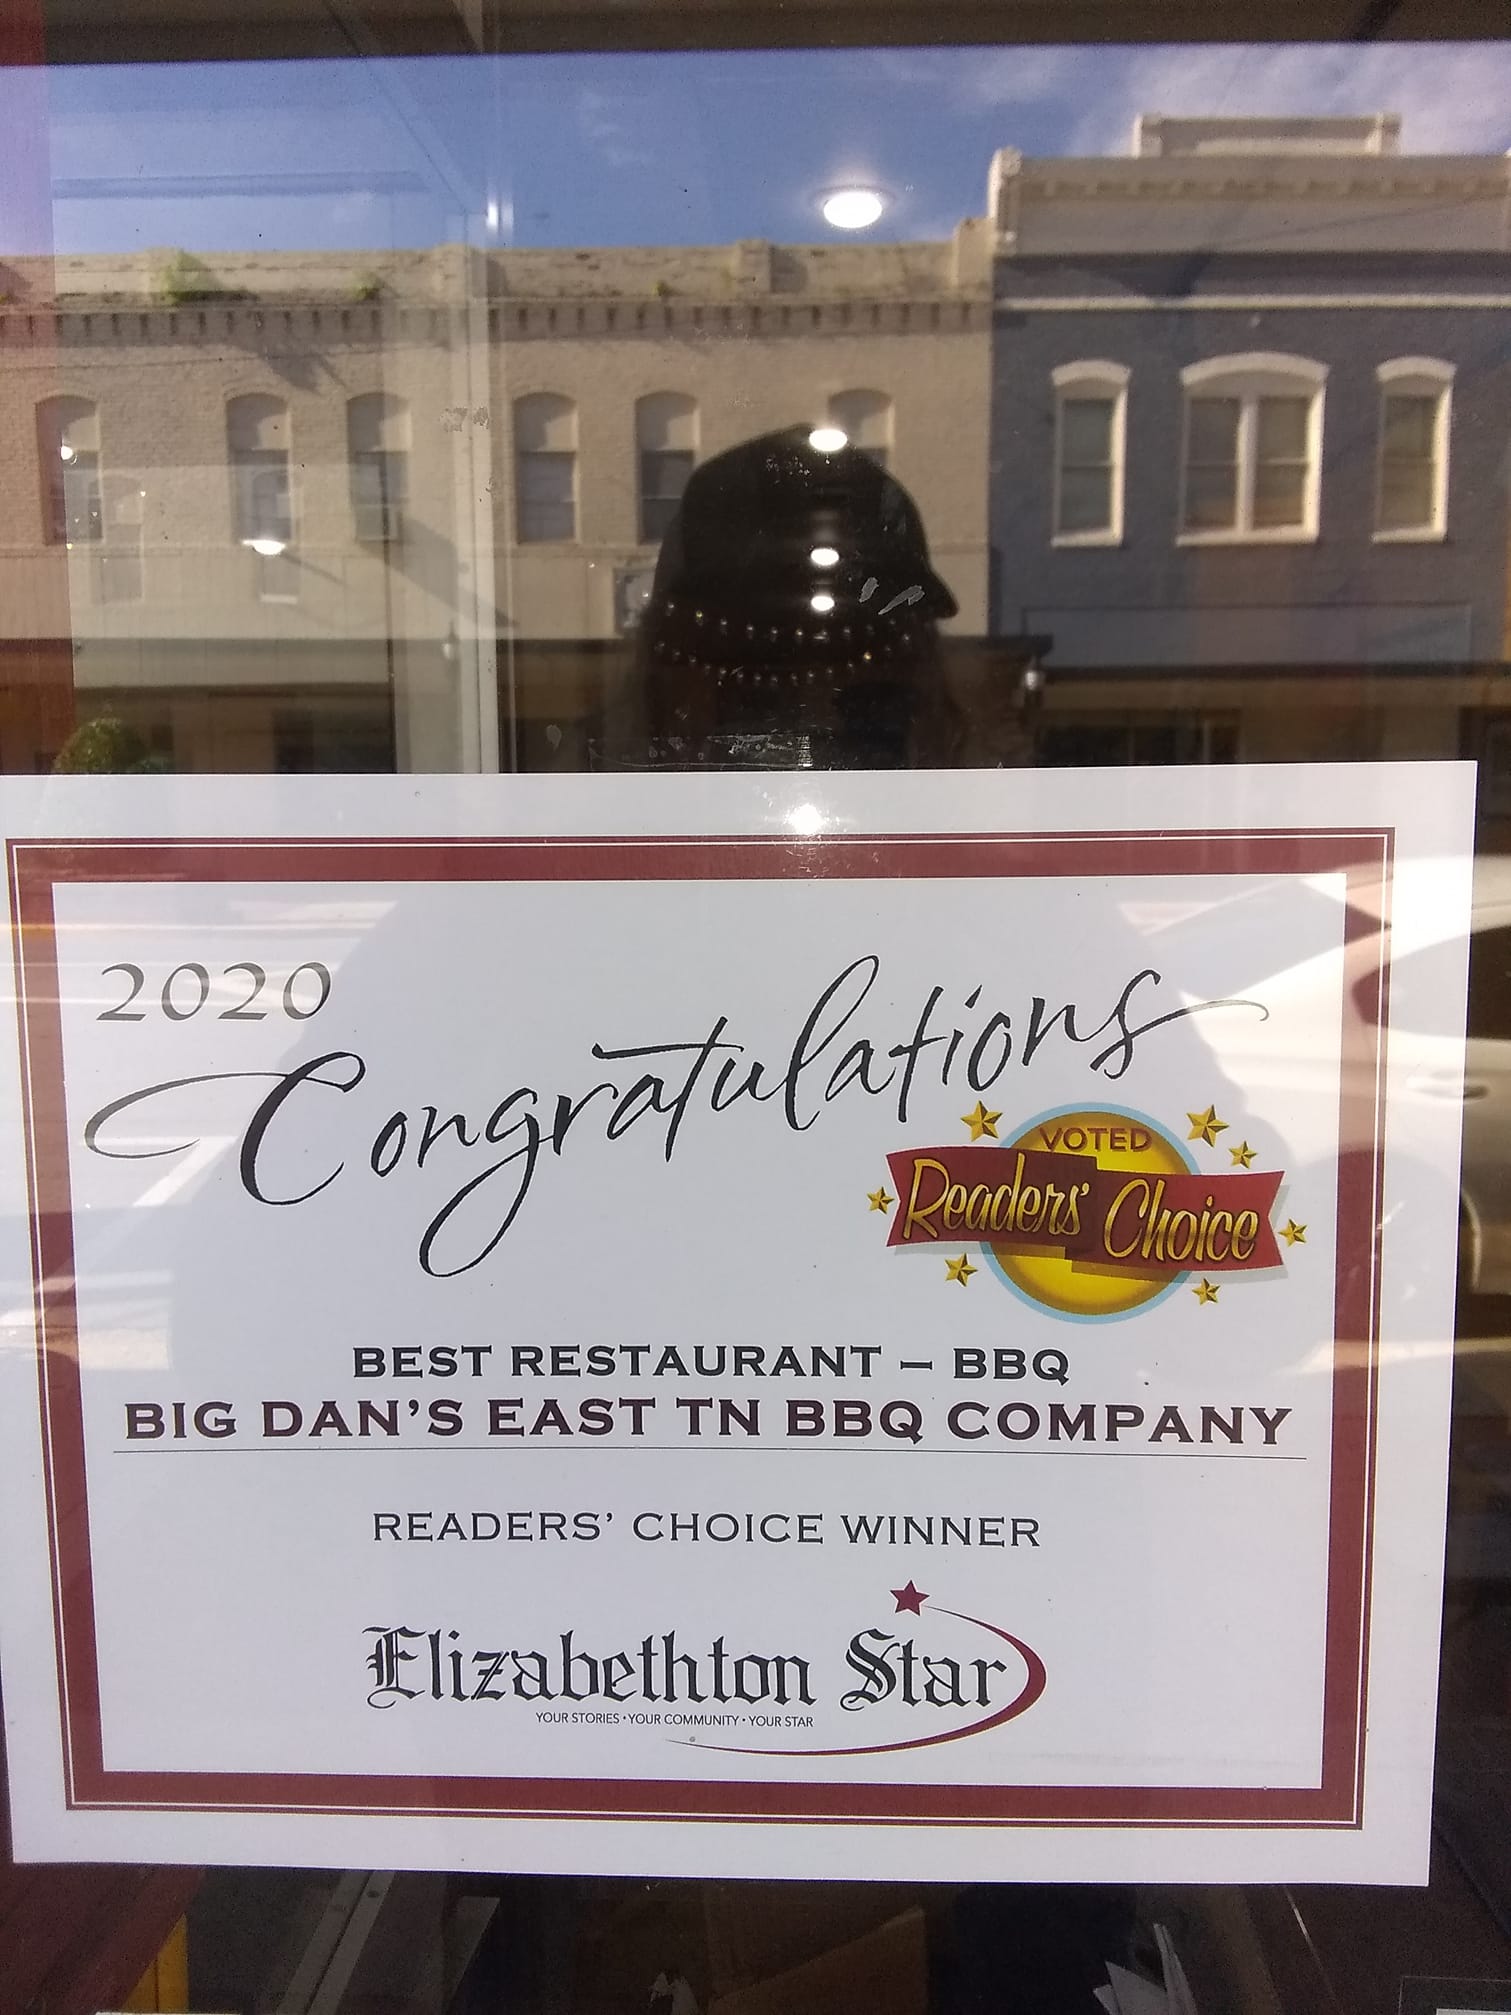 2020
Congratulations
VOTED
Readers' Choice
BEST RESTAURANT – BBQ
BIG DAN'S EAST TN BBQ COMPANY
READERS' CHOICE WINNER
Elizabethton Star
YOUR STORIES • YOUR COMMUNITY • YOUR STAR